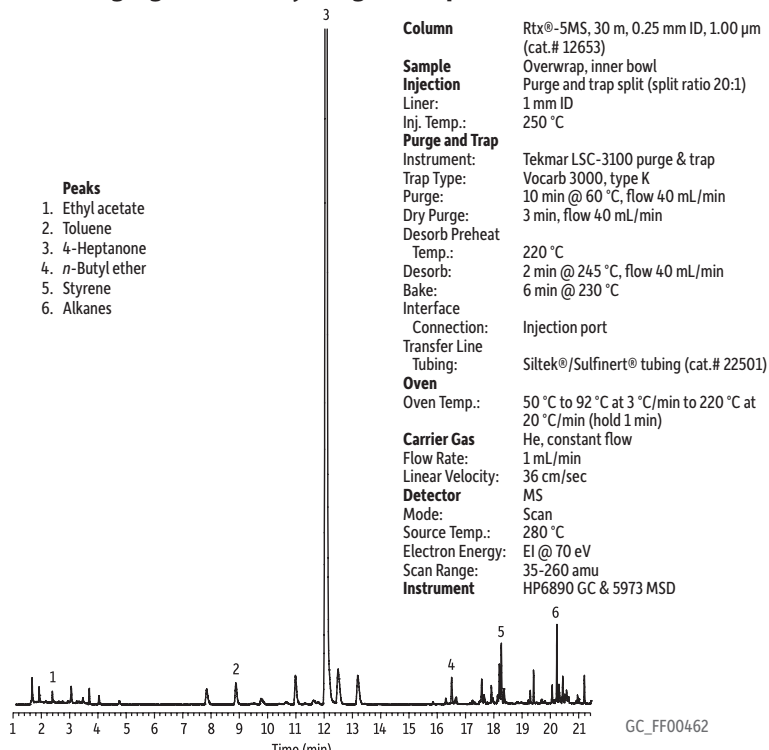 3
Column Rtx®-5MS, 30 m, 0.25 mm ID, 1.00 µm
(cat.# 12653)
Sample Overwrap, inner bowl
Injection Purge and trap split (split ratio 20:1)
Liner: 1 mm ID
Inj. Temp.: 250 °C
Purge and Trap
Instrument: Tekmar LSC-3100 purge & trap
Trap Type: Vocarb 3000, type K
Purge: 10 min @ 60 °C, flow 40 mL/min
Dry Purge: 3 min, flow 40 mL/min
Desorb Preheat
Temp.: 220 °C
Desorb: 2 min @ 245 °C, flow 40 mL/min
Bake: 6 min @ 230 °C
Interface
Connection: Injection port
Transfer Line
Tubing: Siltek®/Sulfinert® tubing (cat.# 22501)
Oven
Oven Temp.: 50 °C to 92 °C at 3 °C/min to 220 °C at
20 °C/min (hold 1 min)
Carrier Gas He, constant flow
Flow Rate: 1 mL/min
Linear Velocity: 36 cm/sec
Detector MS
Mode: Scan
Source Temp.: 280 °C
Electron Energy: EI @ 70 eV
Scan Range: 35-260 amu
Instrument HP6890 GC & 5973 MSD
Peaks
1. Ethyl acetate
2. Toluene
3. 4-Heptanone
4. n-Butyl ether
5. Styrene
6. Alkanes
1 2 4 5 6
1 2 3 4 5 6 7 8 9 10 11 12 13 14 15 16 17 18 19 20 21
Time (min)
GC_FF00462